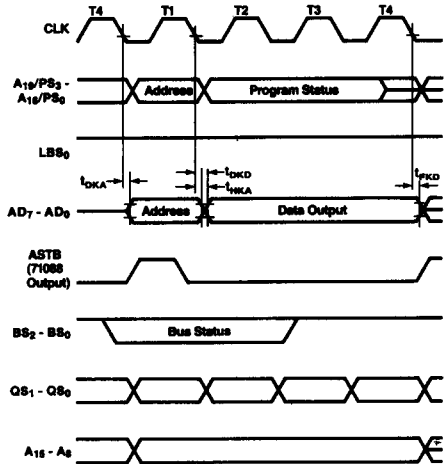 T4 T1 T2 T3 T4
CLK
A19/PS3 -
A16/PS0
Address
Program Status
LBS0
tDKA
tDKD
tHKA
tFKD
AD7 - AD0
Address
Data Output
ASTB
(71088
Output)
BS2 - BS0
Bus Status
QS1 - QS0
A15 - A8